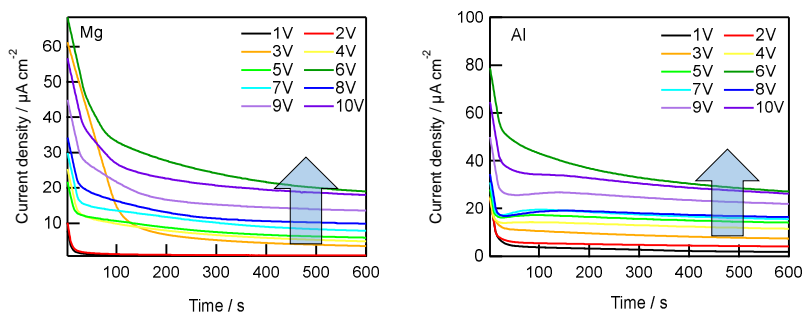 Mg
1V 2V
3V 4V
5V 6V
7V 8V
9V 10V
60
50
40
30
20
10
100 200 300 400 500 600
Current density / µA cm-2
Time / s
Al
1V 2V
3V 4V
5V 6V
7V 8V
9V 10V
100
80
60
40
20
0
0 100 200 300 400 500 600
Current density / µA cm-2
Time / s